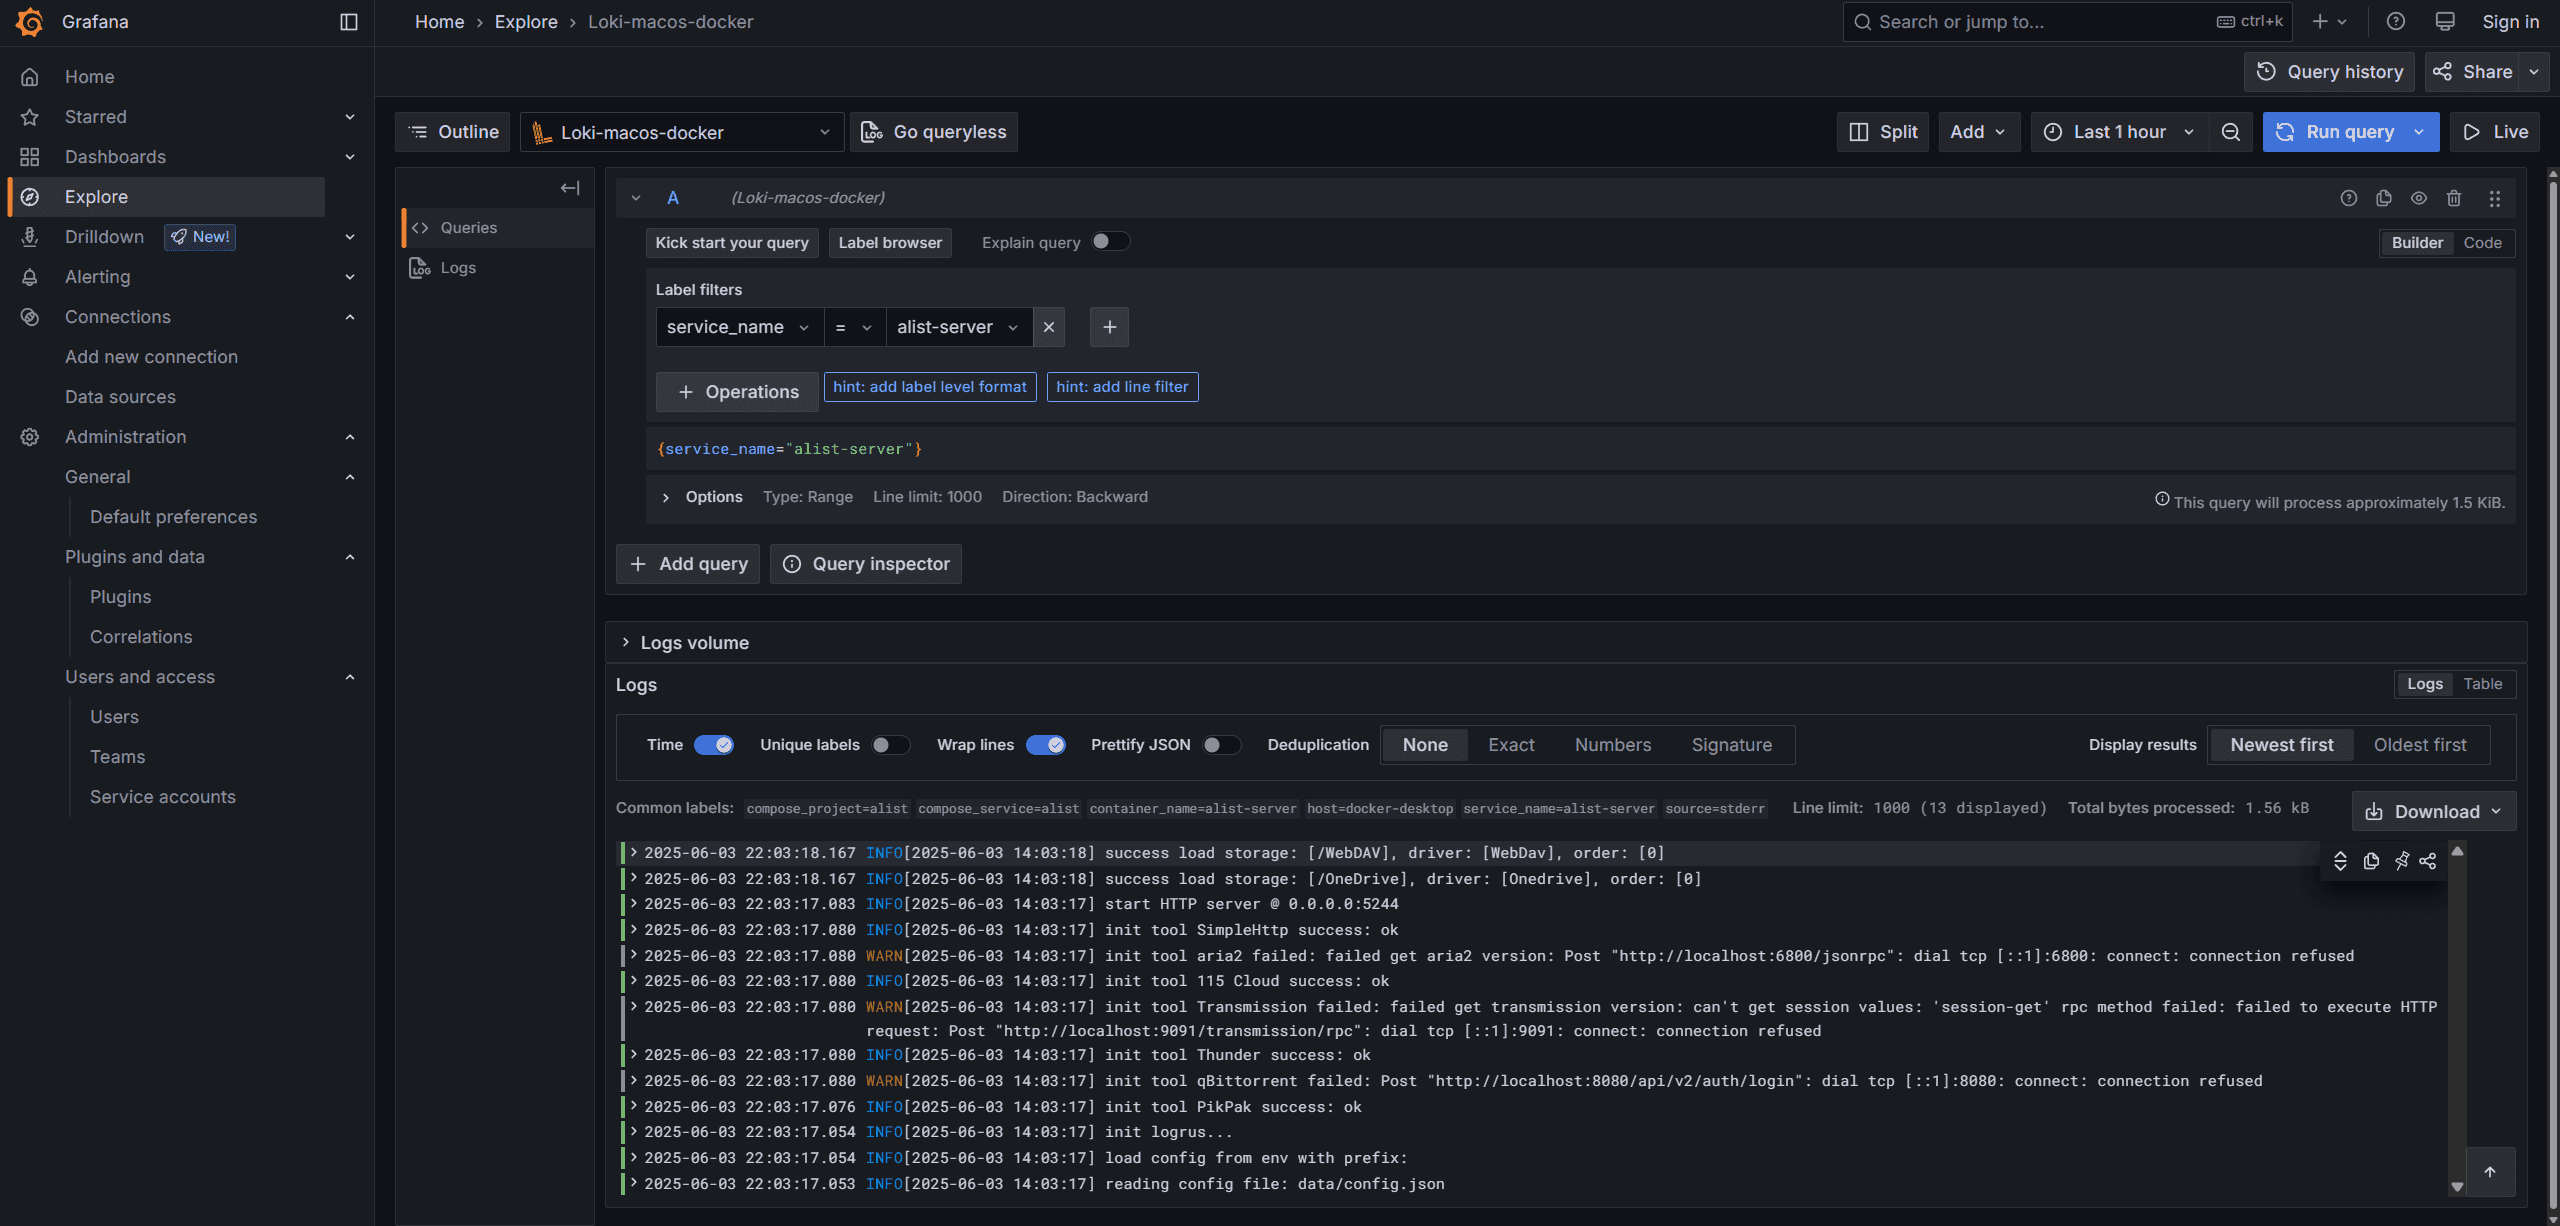 Grafana
Home › Explore › Loki-macos-docker
Search or jump to... ctrl+k
Sign in
Query history
Share
Home
Starred
Dashboards
Explore
Drilldown New!
Alerting
Connections
Add new connection
Data sources
Administration
General
Default preferences
Plugins and data
Plugins
Correlations
Users and access
Users
Teams
Service accounts
Outline
Loki-macos-docker
Go queryless
Split
Add
Last 1 hour
Run query
Live
Queries
LOG Logs
A (Loki-macos-docker)
Kick start your query
Label browser
Explain query
Builder Code
Label filters
service_name = alist-server
+ Operations
hint: add label level format
hint: add line filter
{service_name="alist-server"}
Options Type: Range Line limit: 1000 Direction: Backward
This query will process approximately 1.5 KiB.
+ Add query
Query inspector
Logs volume
Logs
Logs Table
Time Unique labels Wrap lines Prettify JSON Deduplication None Exact Numbers Signature
Display results Newest first Oldest first
Common labels: compose_project=alist compose_service=alist container_name=alist-server host=docker-desktop service_name=alist-server source=stderr Line limit: 1000 (13 displayed) Total bytes processed: 1.56 kB
Download
2025-06-03 22:03:18.167 INFO[2025-06-03 14:03:18] success load storage: [/WebDAV], driver: [WebDav], order: [0]
2025-06-03 22:03:18.167 INFO[2025-06-03 14:03:18] success load storage: [/OneDrive], driver: [Onedrive], order: [0]
2025-06-03 22:03:17.083 INFO[2025-06-03 14:03:17] start HTTP server @ 0.0.0.0:5244
2025-06-03 22:03:17.080 INFO[2025-06-03 14:03:17] init tool SimpleHttp success: ok
2025-06-03 22:03:17.080 WARN[2025-06-03 14:03:17] init tool aria2 failed: failed get aria2 version: Post "http://localhost:6800/jsonrpc": dial tcp [::1]:6800: connect: connection refused
2025-06-03 22:03:17.080 INFO[2025-06-03 14:03:17] init tool 115 Cloud success: ok
2025-06-03 22:03:17.080 WARN[2025-06-03 14:03:17] init tool Transmission failed: failed get transmission version: can't get session values: 'session-get' rpc method failed: failed to execute HTTP
request: Post "http://localhost:9091/transmission/rpc": dial tcp [::1]:9091: connect: connection refused
2025-06-03 22:03:17.080 INFO[2025-06-03 14:03:17] init tool Thunder success: ok
2025-06-03 22:03:17.080 WARN[2025-06-03 14:03:17] init tool qBittorrent failed: Post "http://localhost:8080/api/v2/auth/login": dial tcp [::1]:8080: connect: connection refused
2025-06-03 22:03:17.076 INFO[2025-06-03 14:03:17] init tool PikPak success: ok
2025-06-03 22:03:17.054 INFO[2025-06-03 14:03:17] init logrus...
2025-06-03 22:03:17.054 INFO[2025-06-03 14:03:17] load config from env with prefix:
2025-06-03 22:03:17.053 INFO[2025-06-03 14:03:17] reading config file: data/config.json